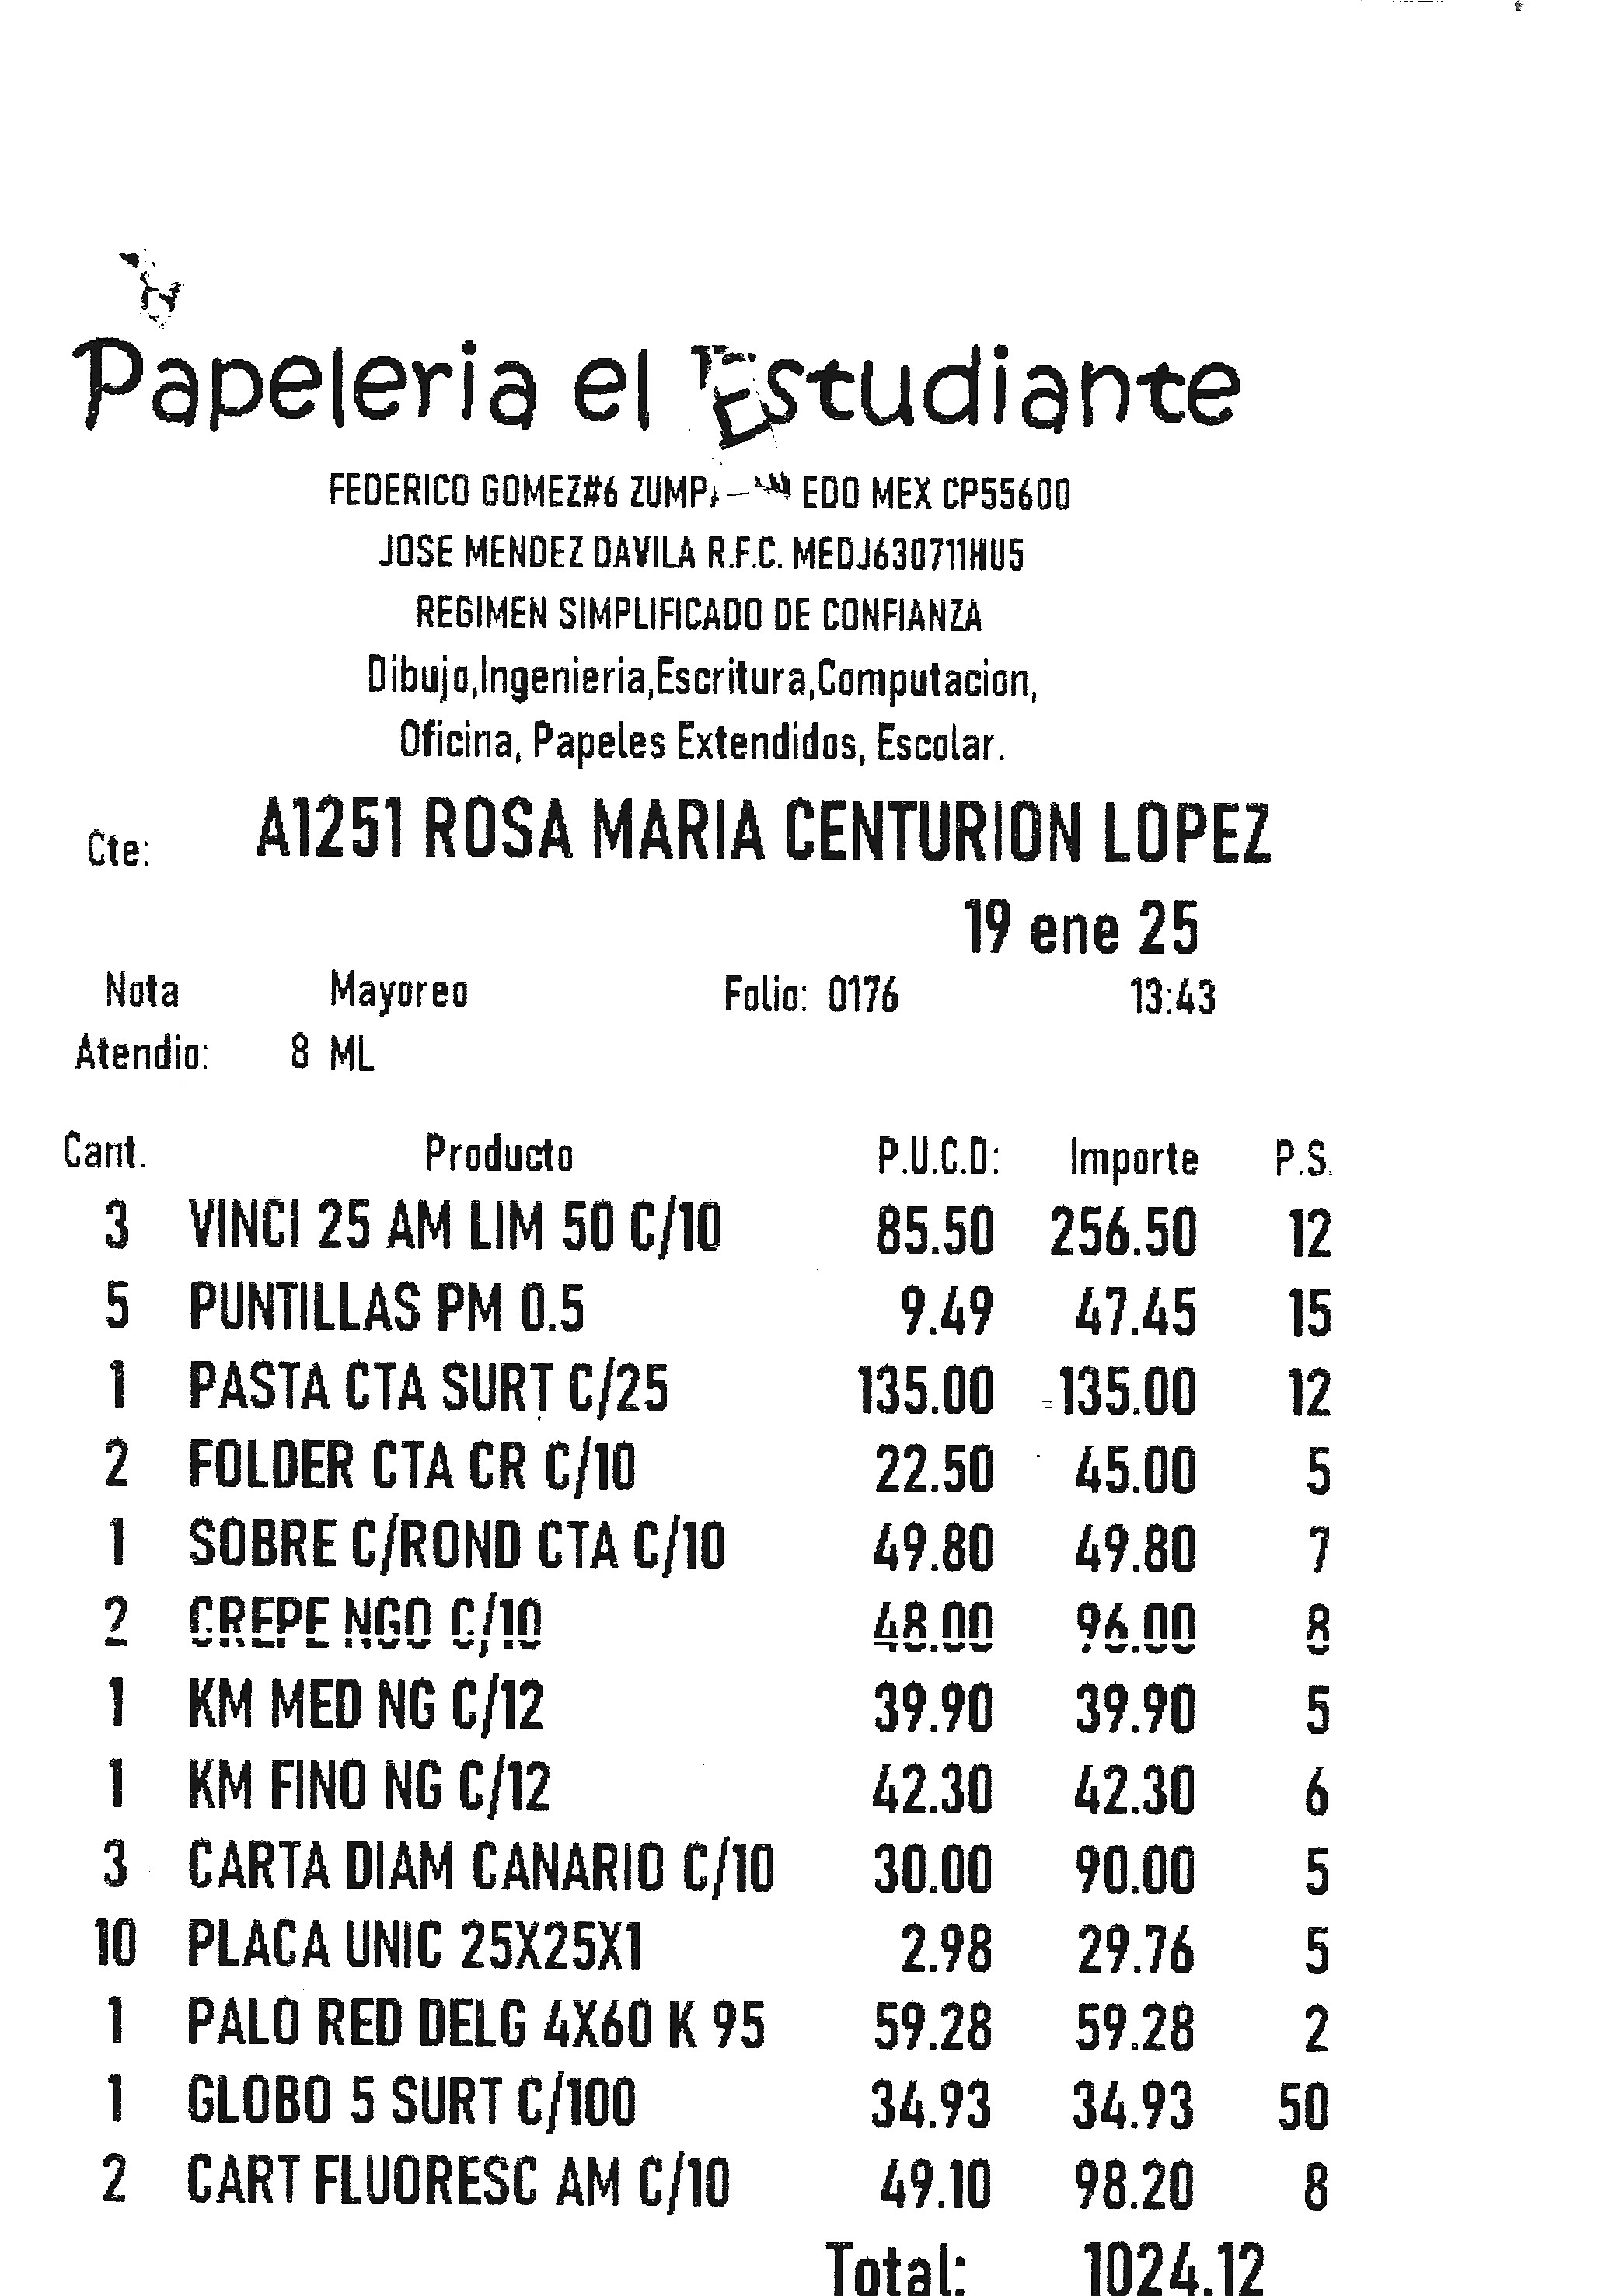 Papeleria el Estudiante
FEDERICO GOMEZ#6 EDO MEX CP55600
JOSE MENDEZ DAVILA R.F.C. MEDJ630711HU5
REGIMEN SIMPLIFICADO DE CONFIANZA
Dibujo,Ingenieria,Escritura,Computacion,
Oficina, Papeles Extendidos, Escolar.
Cte: A1251 ROSA MARIA CENTURION LOPEZ
19 ene 25
Nota Mayoreo Folio: 0176 13:43
Atendio: 8 ML
Cant. Producto P.U.C.D: Importe P.S.
3 VINCI 25 AM LIM 50 C/10 85.50 256.50 12
5 PUNTILLAS PM 0.5 9.49 47.45 15
1 PASTA CTA SURT C/25 135.00 135.00 12
2 FOLDER CTA CR C/10 22.50 45.00 5
1 SOBRE C/ROND CTA C/10 49.80 49.80 7
2 CREPE NGO C/10 48.00 96.00 8
1 KM MED NG C/12 39.90 39.90 5
1 KM FINO NG C/12 42.30 42.30 6
3 CARTA DIAM CANARIO C/10 30.00 90.00 5
10 PLACA UNIC 25X25X1 2.98 29.76 5
1 PALO RED DELG 4X60 K 95 59.28 59.28 2
1 GLOBO 5 SURT C/100 34.93 34.93 50
2 CART FLUORESC AM C/10 49.10 98.20 8
Total: 1024.12